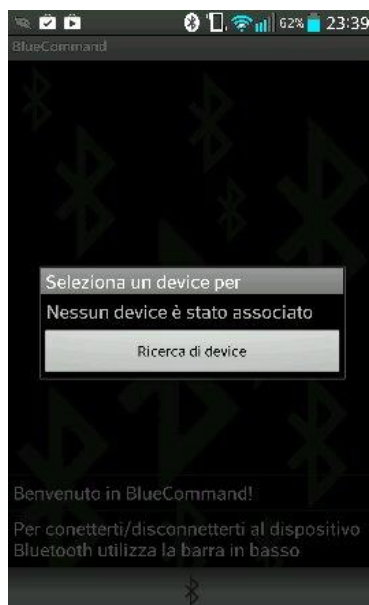 62% 23:39
BlueCommand
Seleziona un device per
Nessun device è stato associato
Ricerca di device
Benvenuto in BlueCommand!
Per conetterti/disconnetterti al dispositivo
Bluetooth utilizza la barra in basso